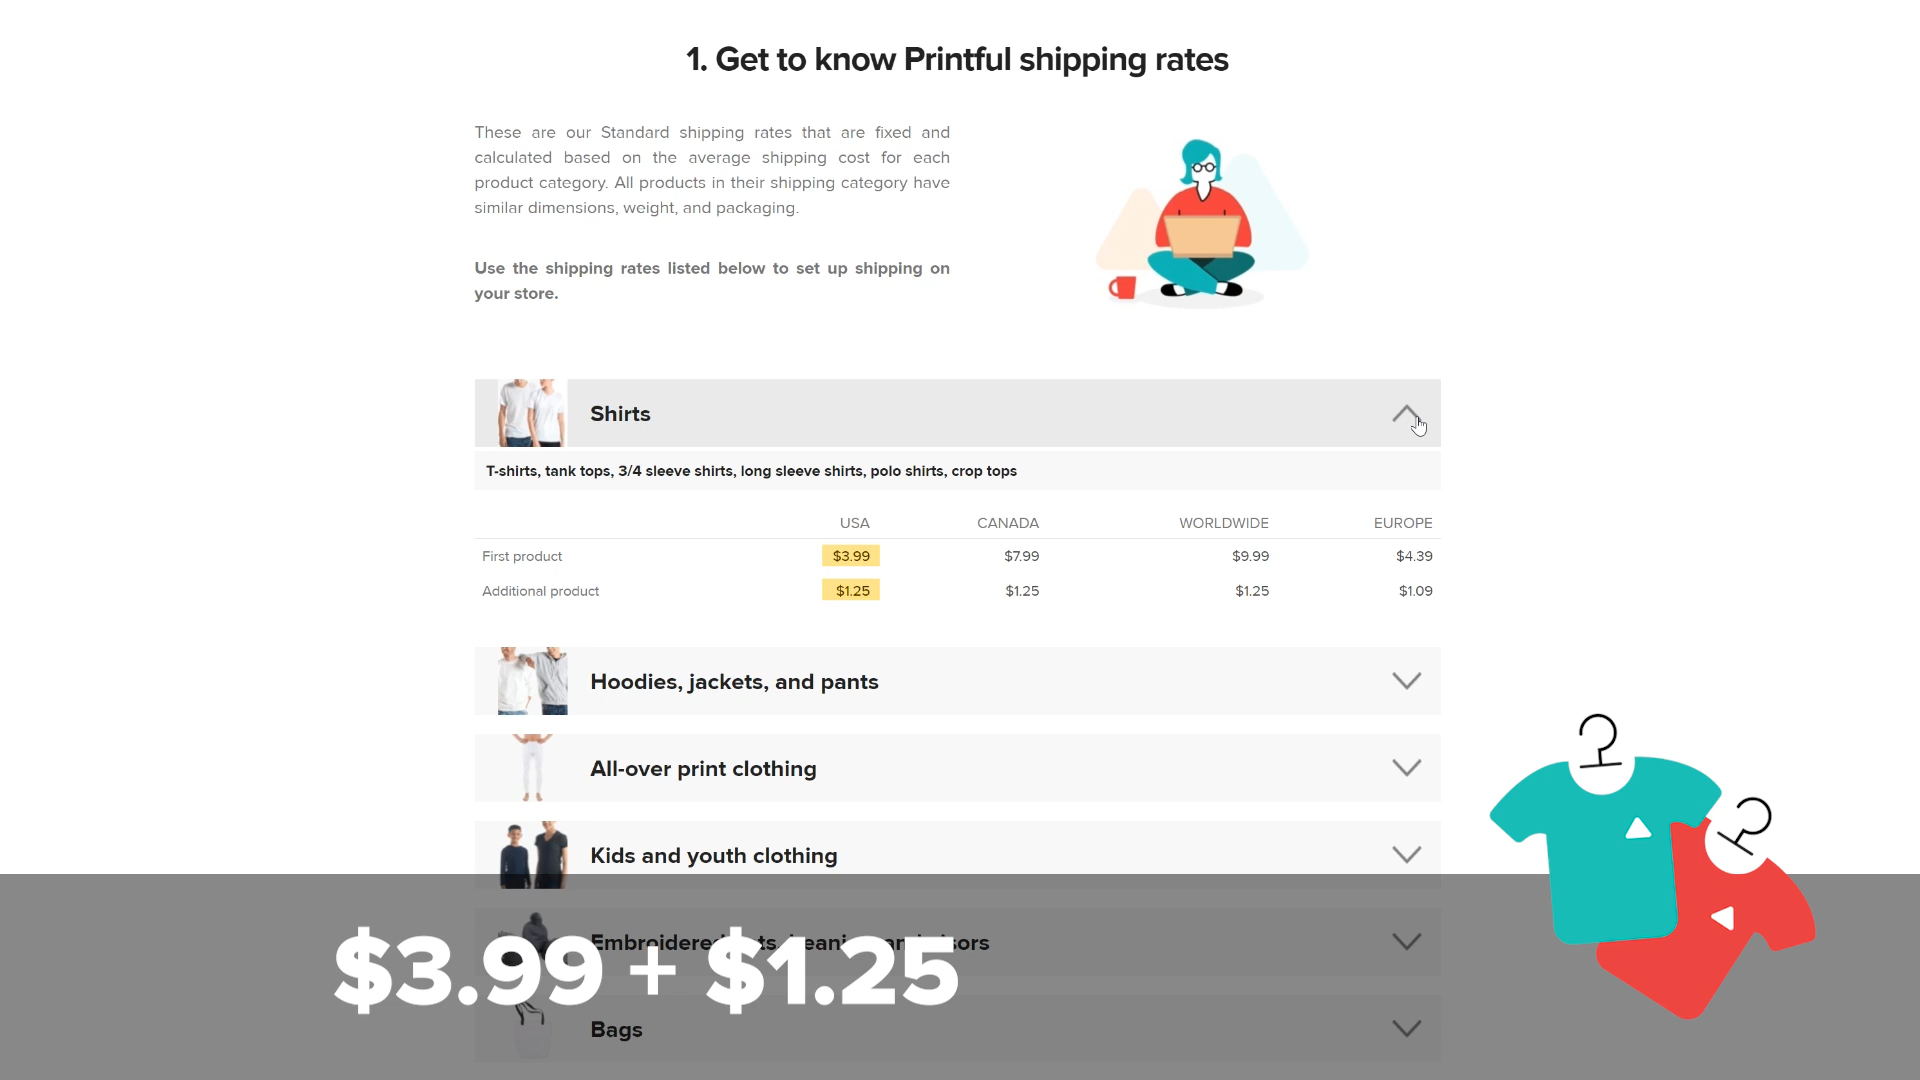 1. Get to know Printful shipping rates
These are our Standard shipping rates that are fixed and
calculated based on the average shipping cost for each
product category. All products in their shipping category have
similar dimensions, weight, and packaging.
Use the shipping rates listed below to set up shipping on
your store.
Shirts
T-shirts, tank tops, 3/4 sleeve shirts, long sleeve shirts, polo shirts, crop tops
USA CANADA WORLDWIDE EUROPE
First product $3.99 $7.99 $9.99 $4.39
Additional product $1.25 $1.25 $1.25 $1.09
Hoodies, jackets, and pants
All-over print clothing
Kids and youth clothing
$3.99 + $1.25
Bags